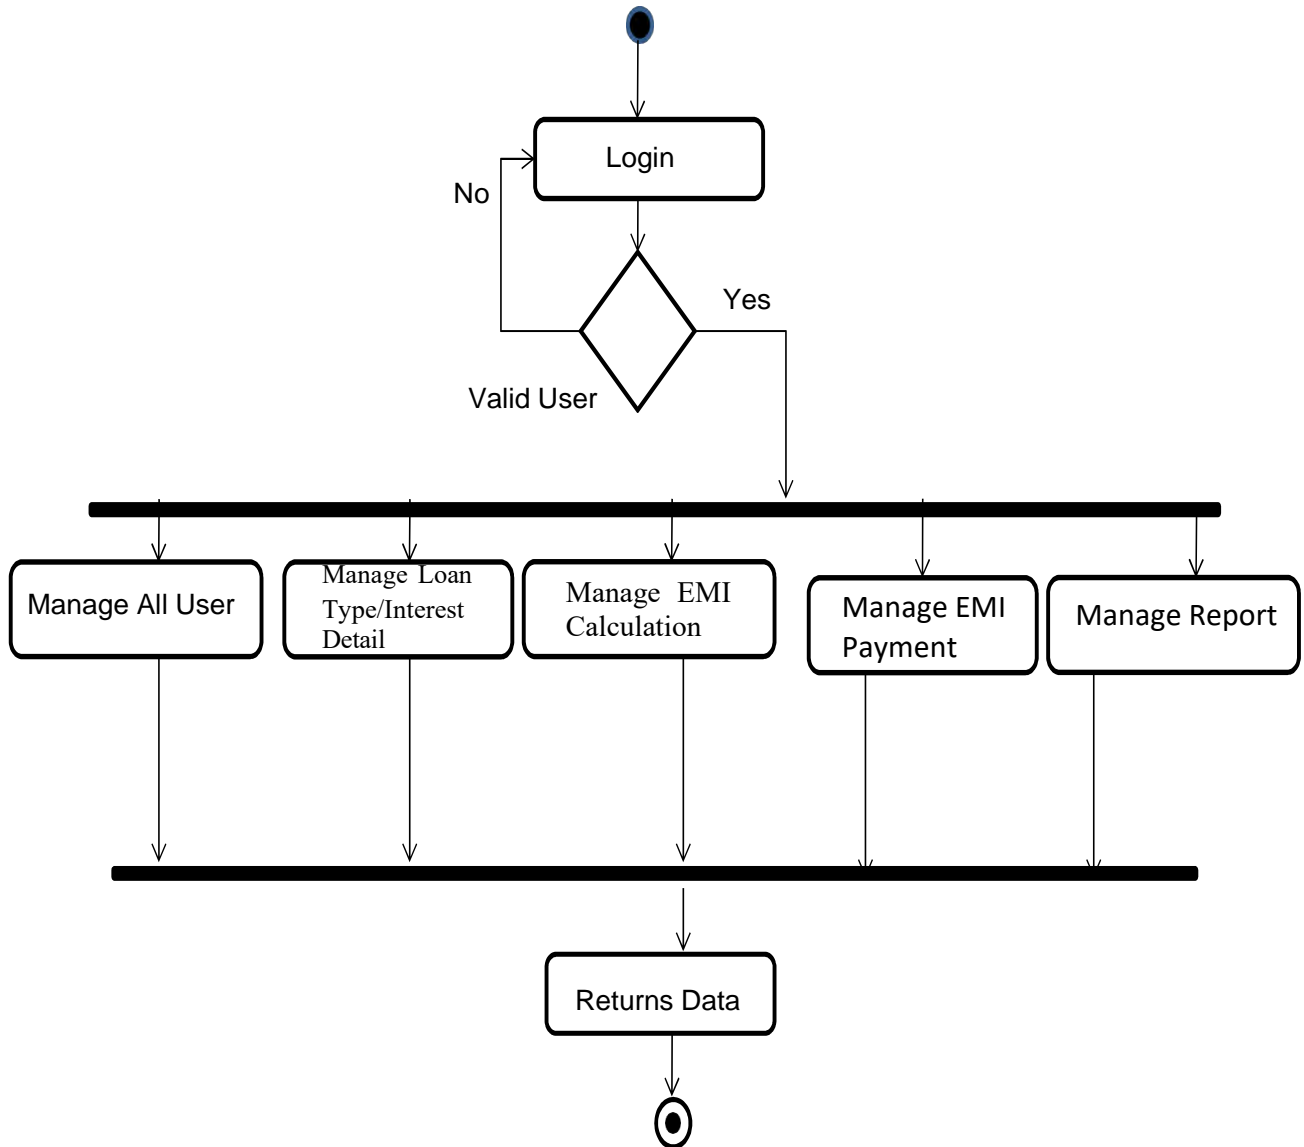 Login
No
Yes
Valid User
Manage All User
Manage Loan
Type/Interest
Detail
Manage EMI
Calculation
Manage EMI
Payment
Manage Report
Returns Data